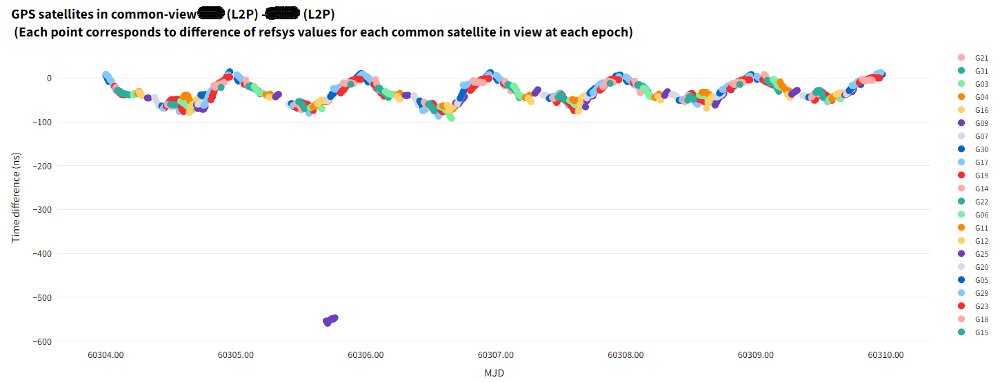 GPS satellites in common-view (L2P) - (L2P)
(Each point corresponds to difference of refsys values for each common satellite in view at each epoch)
Time difference (ns)
0
−100
−200
−300
−400
−500
−600
60304.00 60305.00 60306.00 60307.00 60308.00 60309.00 60310.00
MJD
G21
G31
G03
G04
G16
G09
G07
G30
G17
G19
G14
G22
G06
G11
G12
G25
G20
G05
G29
G23
G18
G15